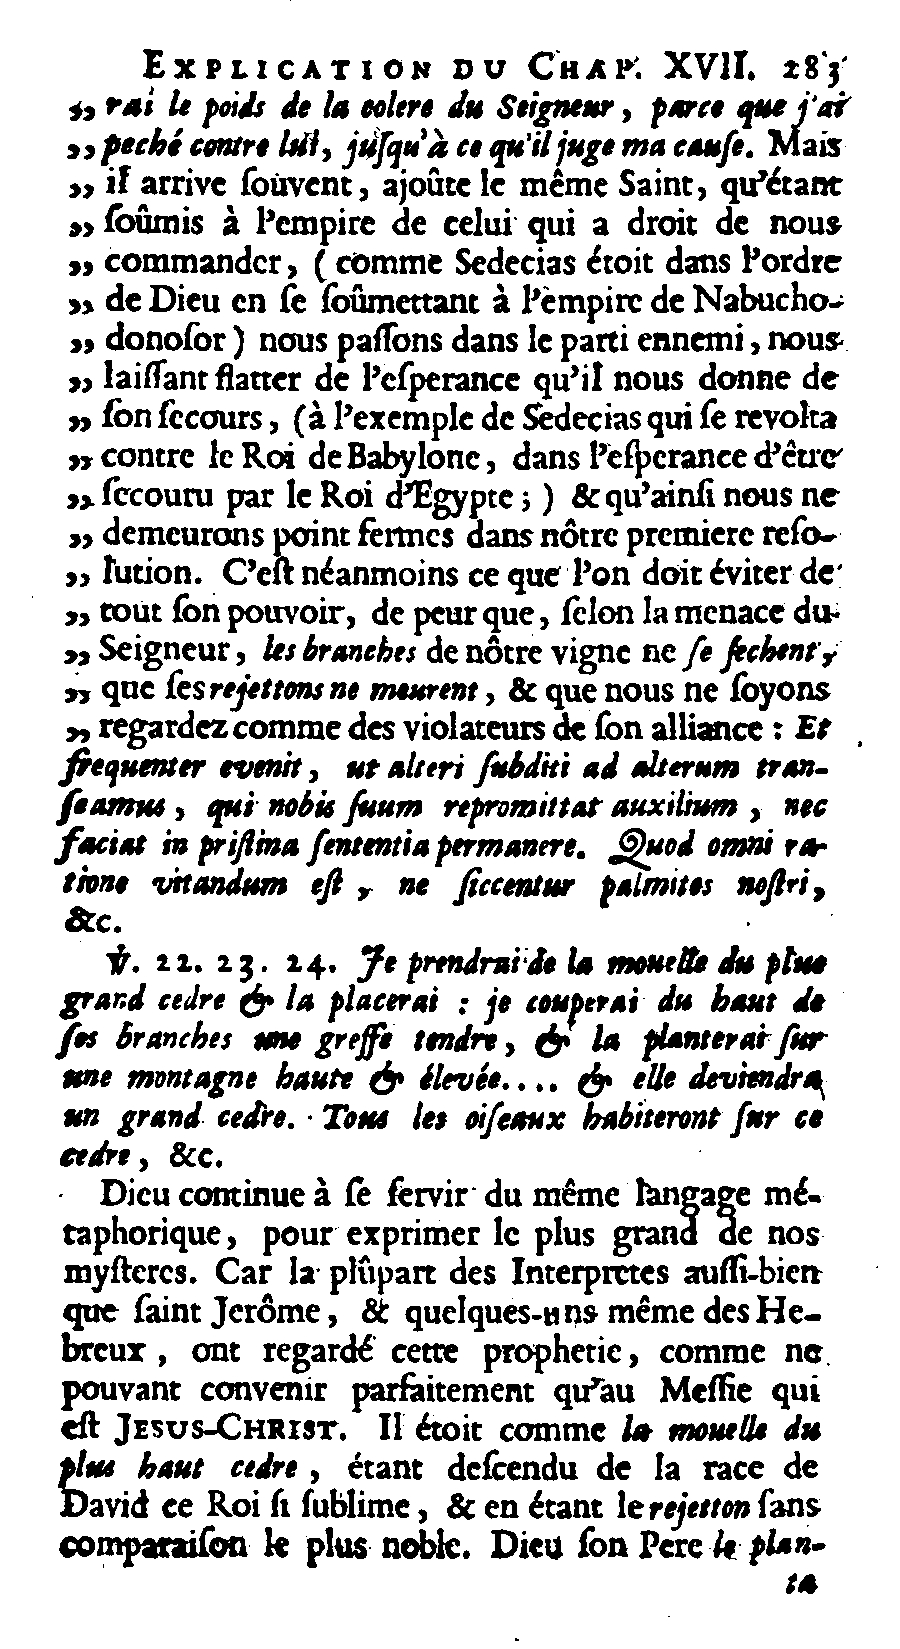 EXPLICATION DU CHAP. XVII. 283
„ rai le poids de la colere du Seigneur, parce que j'ai
„ peché contre lui, juſqu'à ce qu'il juge ma cauſe. Mais
„ il arrive ſouvent, ajoûte le même Saint, qu'étant
„ ſoûmis à l'empire de celui qui a droit de nous
„ commander, ( comme Sedecias étoit dans l'ordre
„ de Dieu en ſe ſoûmettant à l'empire de Nabucho-
„ donoſor ) nous paſſons dans le parti ennemi, nous
„ laiſſant flatter de l'eſperance qu'il nous donne de
„ ſon ſecours, (à l'exemple de Sedecias qui ſe revolta
„ contre le Roi de Babylone, dans l'eſperance d'être
„ ſecouru par le Roi d'Egypte ; ) & qu'ainſi nous ne
„ demeurons point fermes dans nôtre premiere reſo-
„ lution. C'eſt néanmoins ce que l'on doit éviter de
„ tout ſon pouvoir, de peur que, ſelon la menace du
„ Seigneur, les branches de nôtre vigne ne ſe ſechent,
„ que ſes rejettons ne meurent, & que nous ne ſoyons
„ regardez comme des violateurs de ſon alliance : Et
frequenter evenit, ut alteri ſubditi ad alterum tran-
ſeamus, qui nobis ſuum repromittat auxilium, nec
faciat in priſtina ſententia permanere. Quod omni ra-
tione vitandum eſt, ne ſiccentur palmites noſtri,
&c.
℣. 22. 23. 24. Je prendrai de la mouelle du plus
grand cedre & la placerai : je couperai du haut de
ſes branches une greffe tendre, & la planterai ſur
une montagne haute & élevée.... & elle deviendra
un grand cedre. Tous les oiſeaux habiteront ſur ce
cedre, &c.
Dieu continue à ſe ſervir du même langage mé-
taphorique, pour exprimer le plus grand de nos
myſteres. Car la plûpart des Interpretes auſſi-bien
que ſaint Jerôme, & quelques-uns même des He-
breux, ont regardé cette prophetie, comme ne
pouvant convenir parfaitement qu'au Meſſie qui
eſt JESUS-CHRIST. Il étoit comme la mouelle du
plus haut cedre, étant deſcendu de la race de
David ce Roi ſi ſublime, & en étant le rejetton ſans
comparaiſon le plus noble. Dieu ſon Pere le plan-
ta